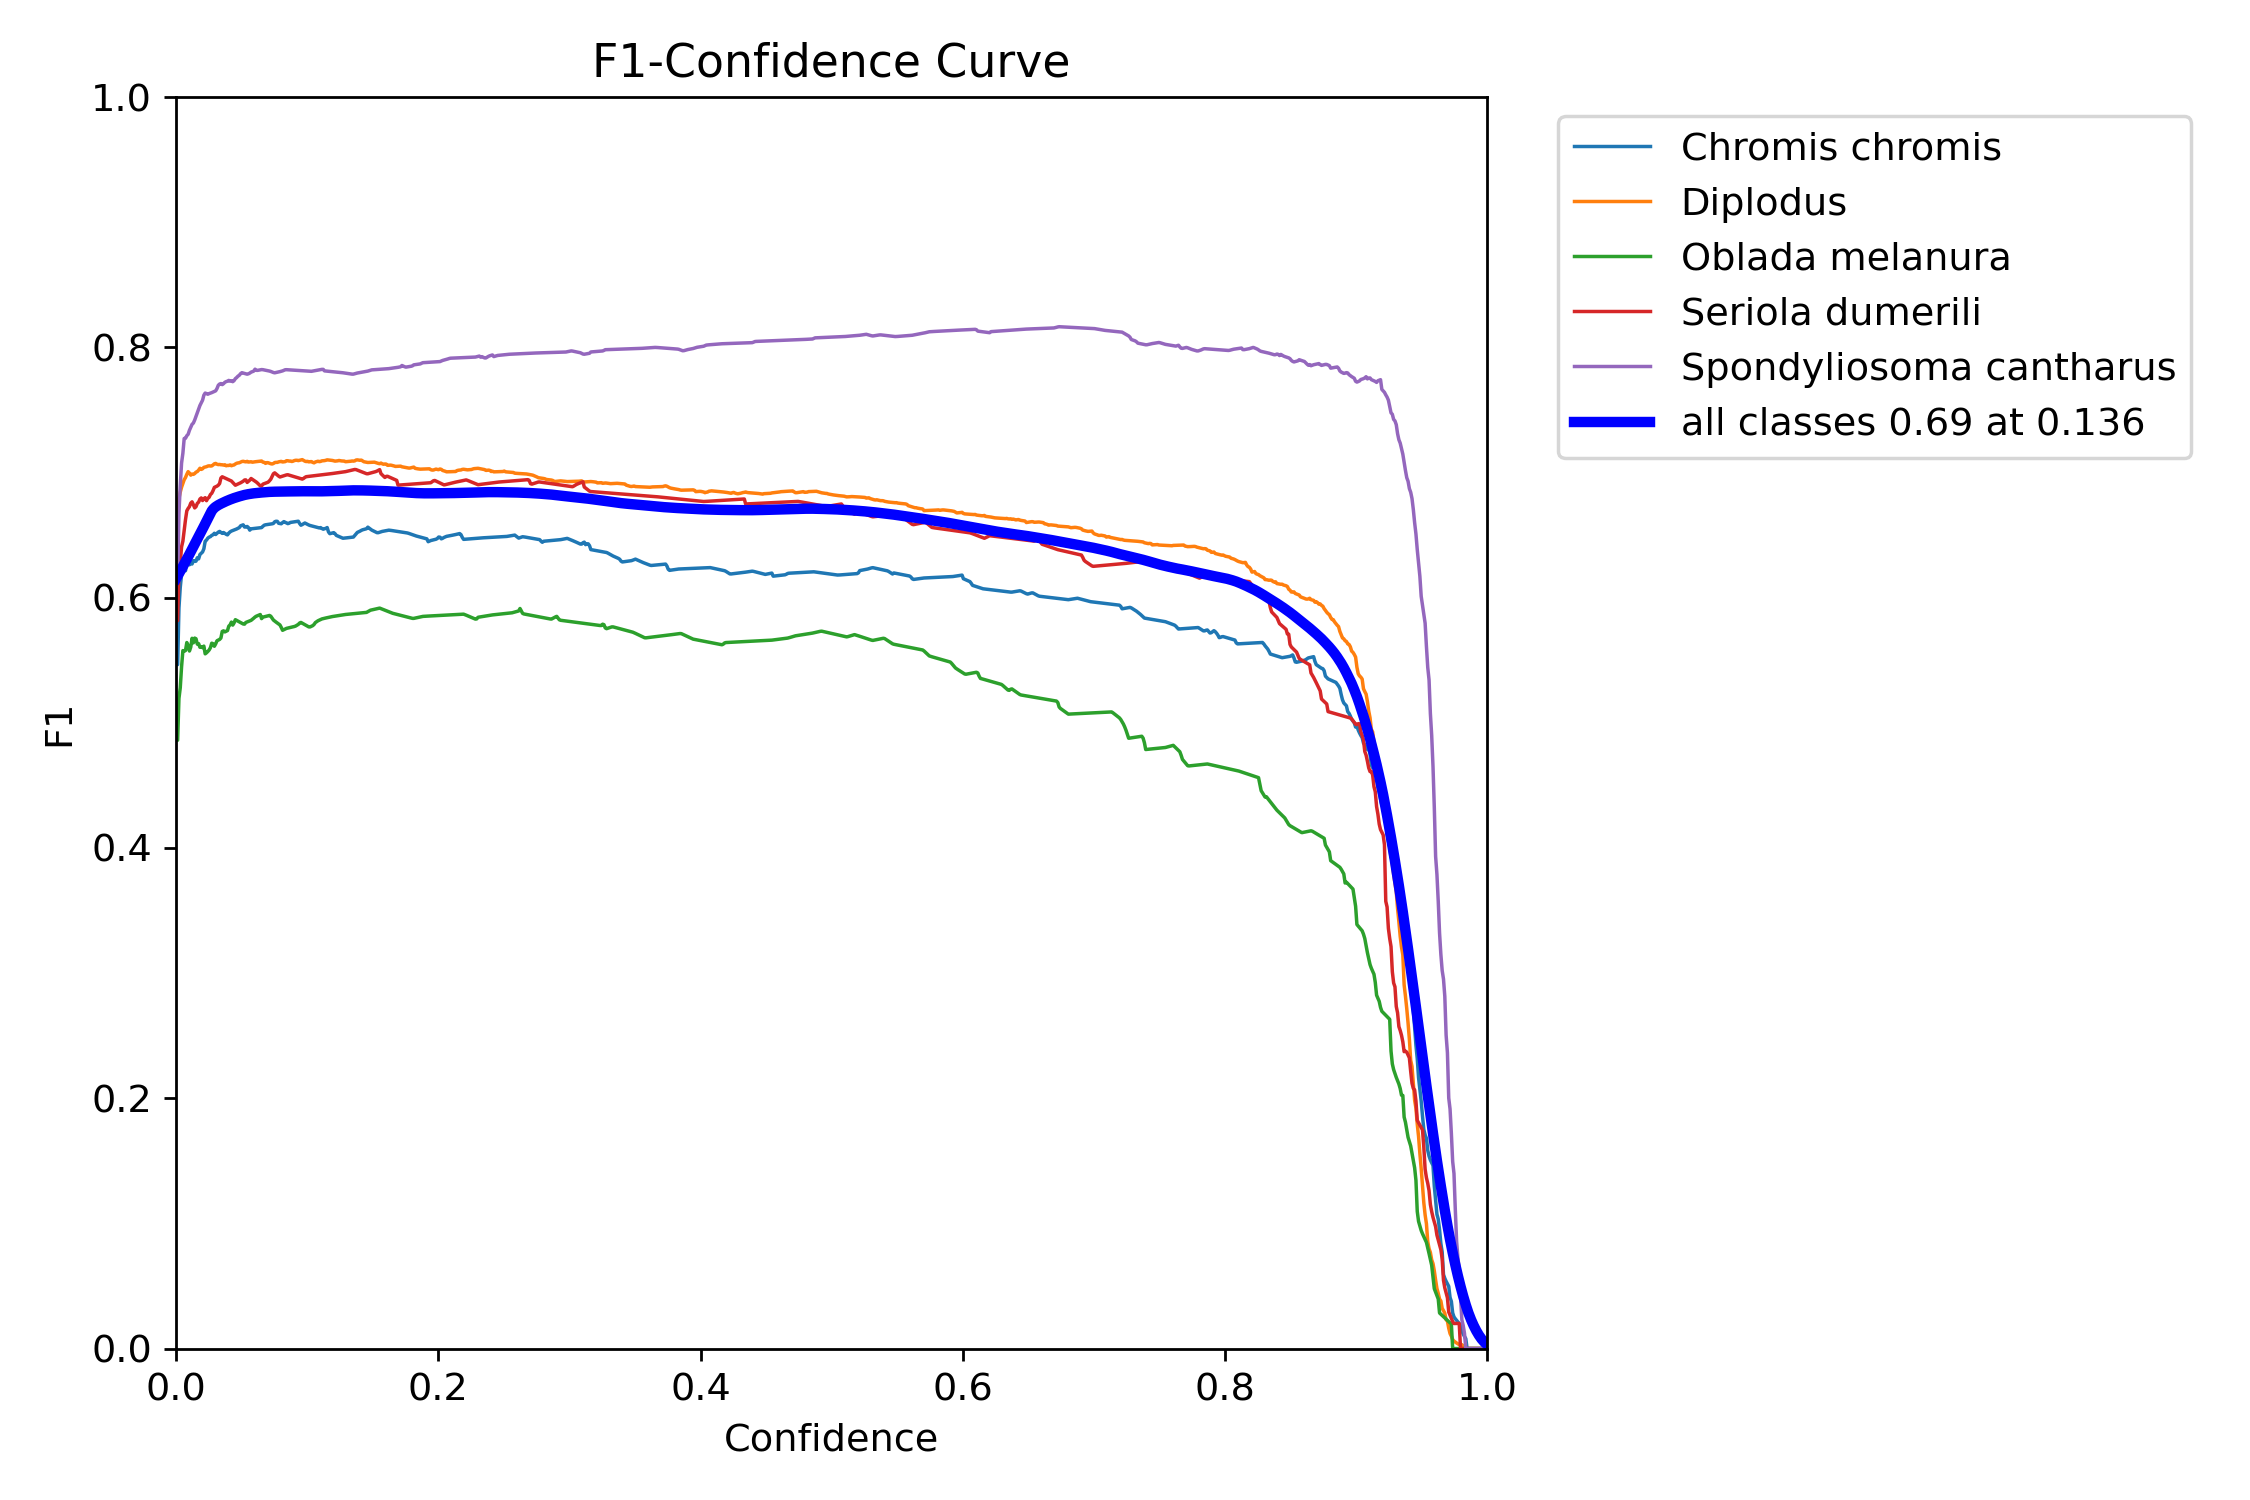 F1-Confidence Curve
1.0
0.8
0.6
0.4
0.2
0.0
F1
0.0 0.2 0.4 0.6 0.8 1.0
Confidence
Chromis chromis
Diplodus
Oblada melanura
Seriola dumerili
Spondyliosoma cantharus
all classes 0.69 at 0.136